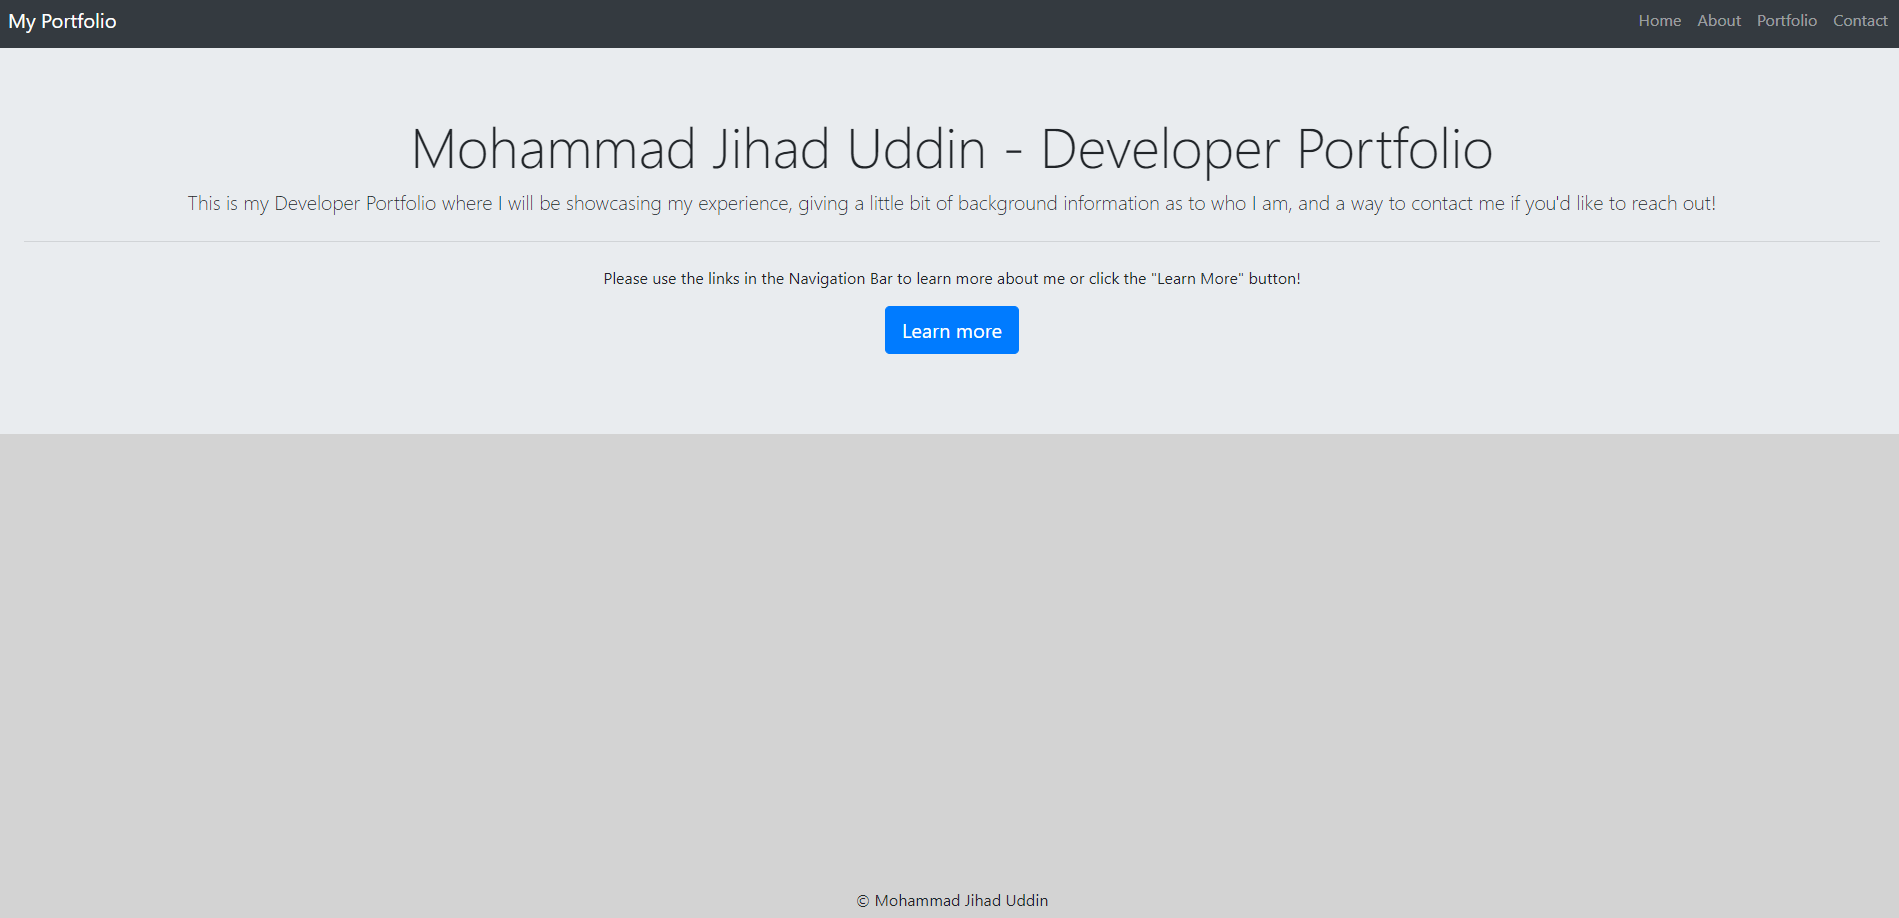 My Portfolio
Home About Portfolio Contact
Mohammad Jihad Uddin - Developer Portfolio
This is my Developer Portfolio where I will be showcasing my experience, giving a little bit of background information as to who I am, and a way to contact me if you'd like to reach out!
Please use the links in the Navigation Bar to learn more about me or click the "Learn More" button!
Learn more
© Mohammad Jihad Uddin